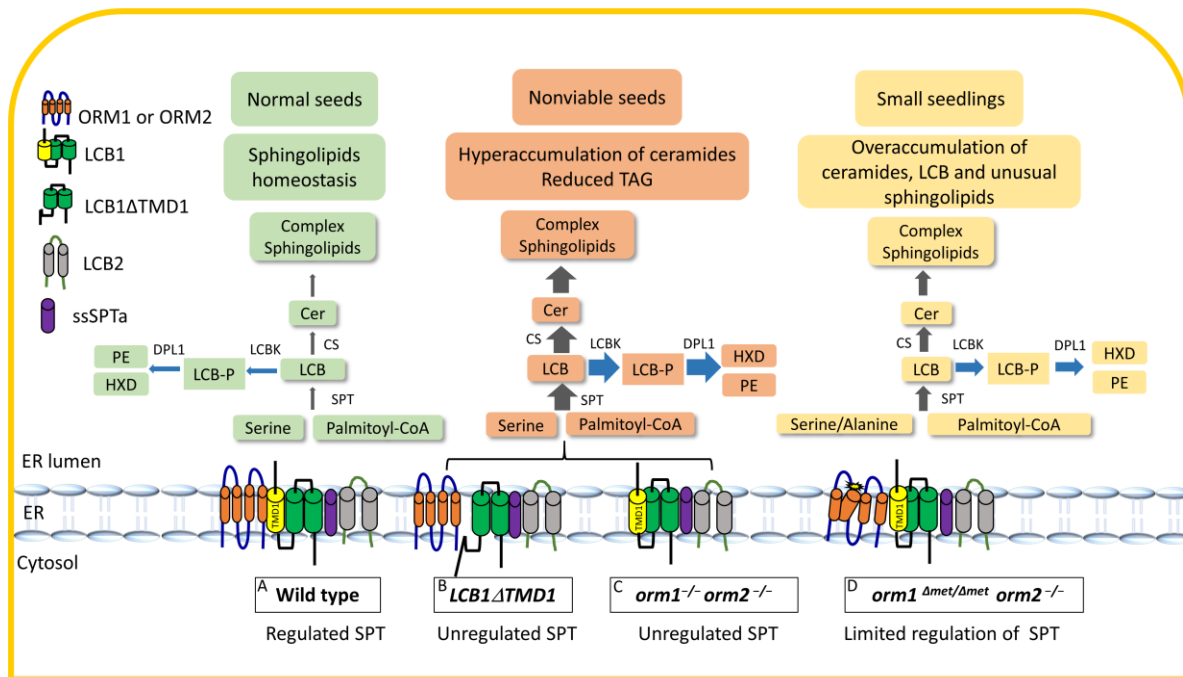 ORM1 or ORM2
LCB1
LCB1ΔTMD1
LCB2
ssSPTa
Normal seeds
Sphingolipids
homeostasis
Complex
Sphingolipids
Cer
CS
DPL1
LCBK
PE
HXD
LCB-P
LCB
SPT
Serine
Palmitoyl-CoA
Nonviable seeds
Hyperaccumulation of ceramides
Reduced TAG
Complex
Sphingolipids
Cer
CS
LCBK
DPL1
LCB
LCB-P
HXD
PE
SPT
Serine
Palmitoyl-CoA
Small seedlings
Overaccumulation of
ceramides, LCB and unusual
sphingolipids
Complex
Sphingolipids
Cer
CS
LCBK
DPL1
LCB
LCB-P
HXD
PE
SPT
Serine/Alanine
Palmitoyl-CoA
ER lumen
ER
Cytosol
TMD1
TMD1
TMD1
A Wild type
Regulated SPT
B LCB1ΔTMD1
Unregulated SPT
C orm1⁻/⁻ orm2⁻/⁻
Unregulated SPT
D orm1 Δmet/Δmet orm2⁻/⁻
Limited regulation of SPT